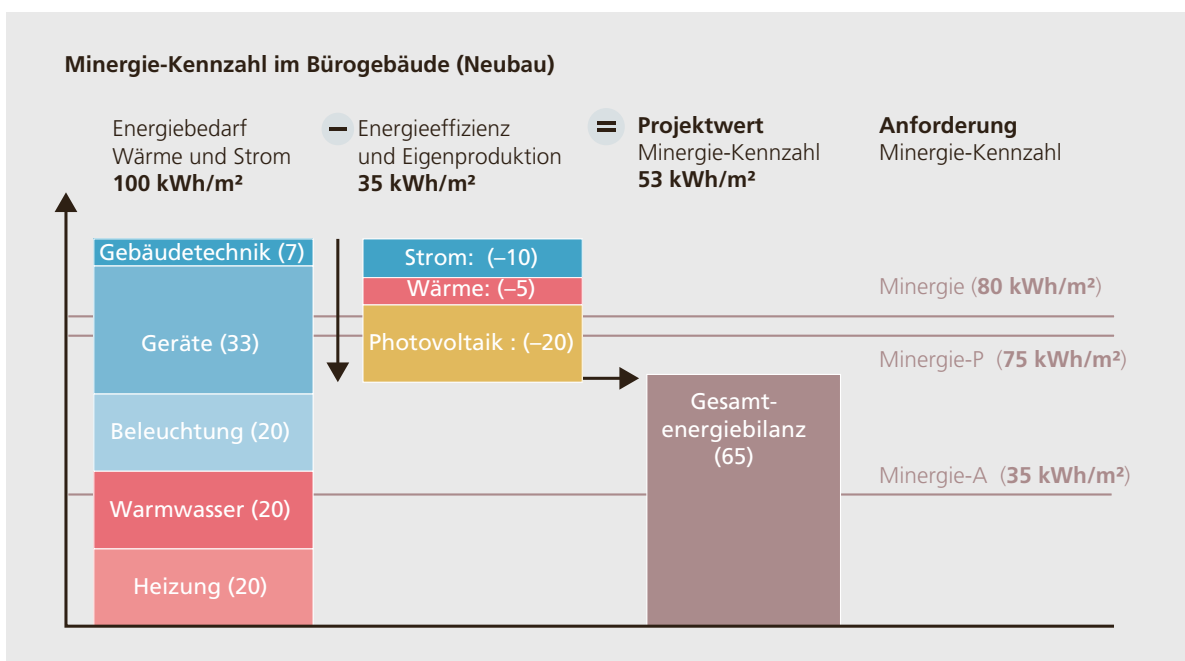 Minergie-Kennzahl im Bürogebäude (Neubau)
Energiebedarf
Wärme und Strom
100 kWh/m²
– Energieeffizienz
und Eigenproduktion
35 kWh/m²
= Projektwert
Minergie-Kennzahl
53 kWh/m²
Anforderung
Minergie-Kennzahl
Gebäudetechnik (7)
Geräte (33)
Beleuchtung (20)
Warmwasser (20)
Heizung (20)
Strom: (–10)
Wärme: (–5)
Photovoltaik : (–20)
Gesamt-
energiebilanz
(65)
Minergie (80 kWh/m²)
Minergie-P (75 kWh/m²)
Minergie-A (35 kWh/m²)